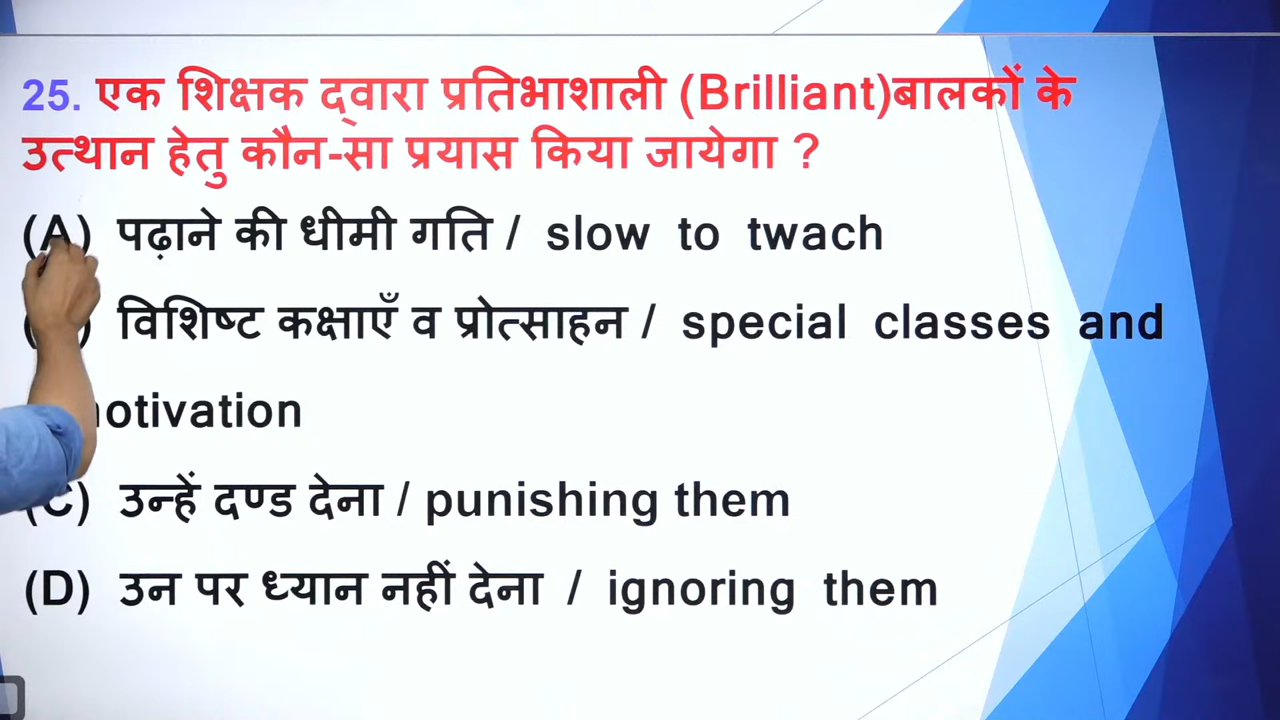 25. एक शिक्षक द्वारा प्रतिभाशाली (Brilliant)बालकों के
उत्थान हेतु कौन-सा प्रयास किया जायेगा ?
(A) पढ़ाने की धीमी गति / slow to twach
विशिष्ट कक्षाएँ व प्रोत्साहन / special classes and
otivation
(C) उन्हें दण्ड देना / punishing them
(D) उन पर ध्यान नहीं देना / ignoring them